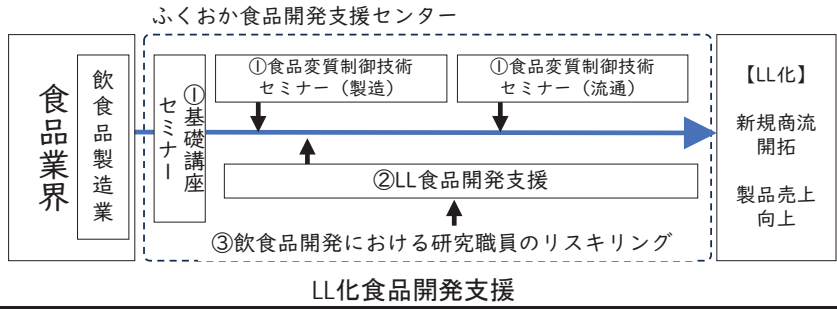 ふくおか食品開発支援センター
食品業界
飲食品製造業
①基礎講座
セミナー
①食品変質制御技術
セミナー（製造）
①食品変質制御技術
セミナー（流通）
②LL食品開発支援
③飲食品開発における研究職員のリスキリング
【LL化】
新規商流
開拓
製品売上
向上
LL化食品開発支援